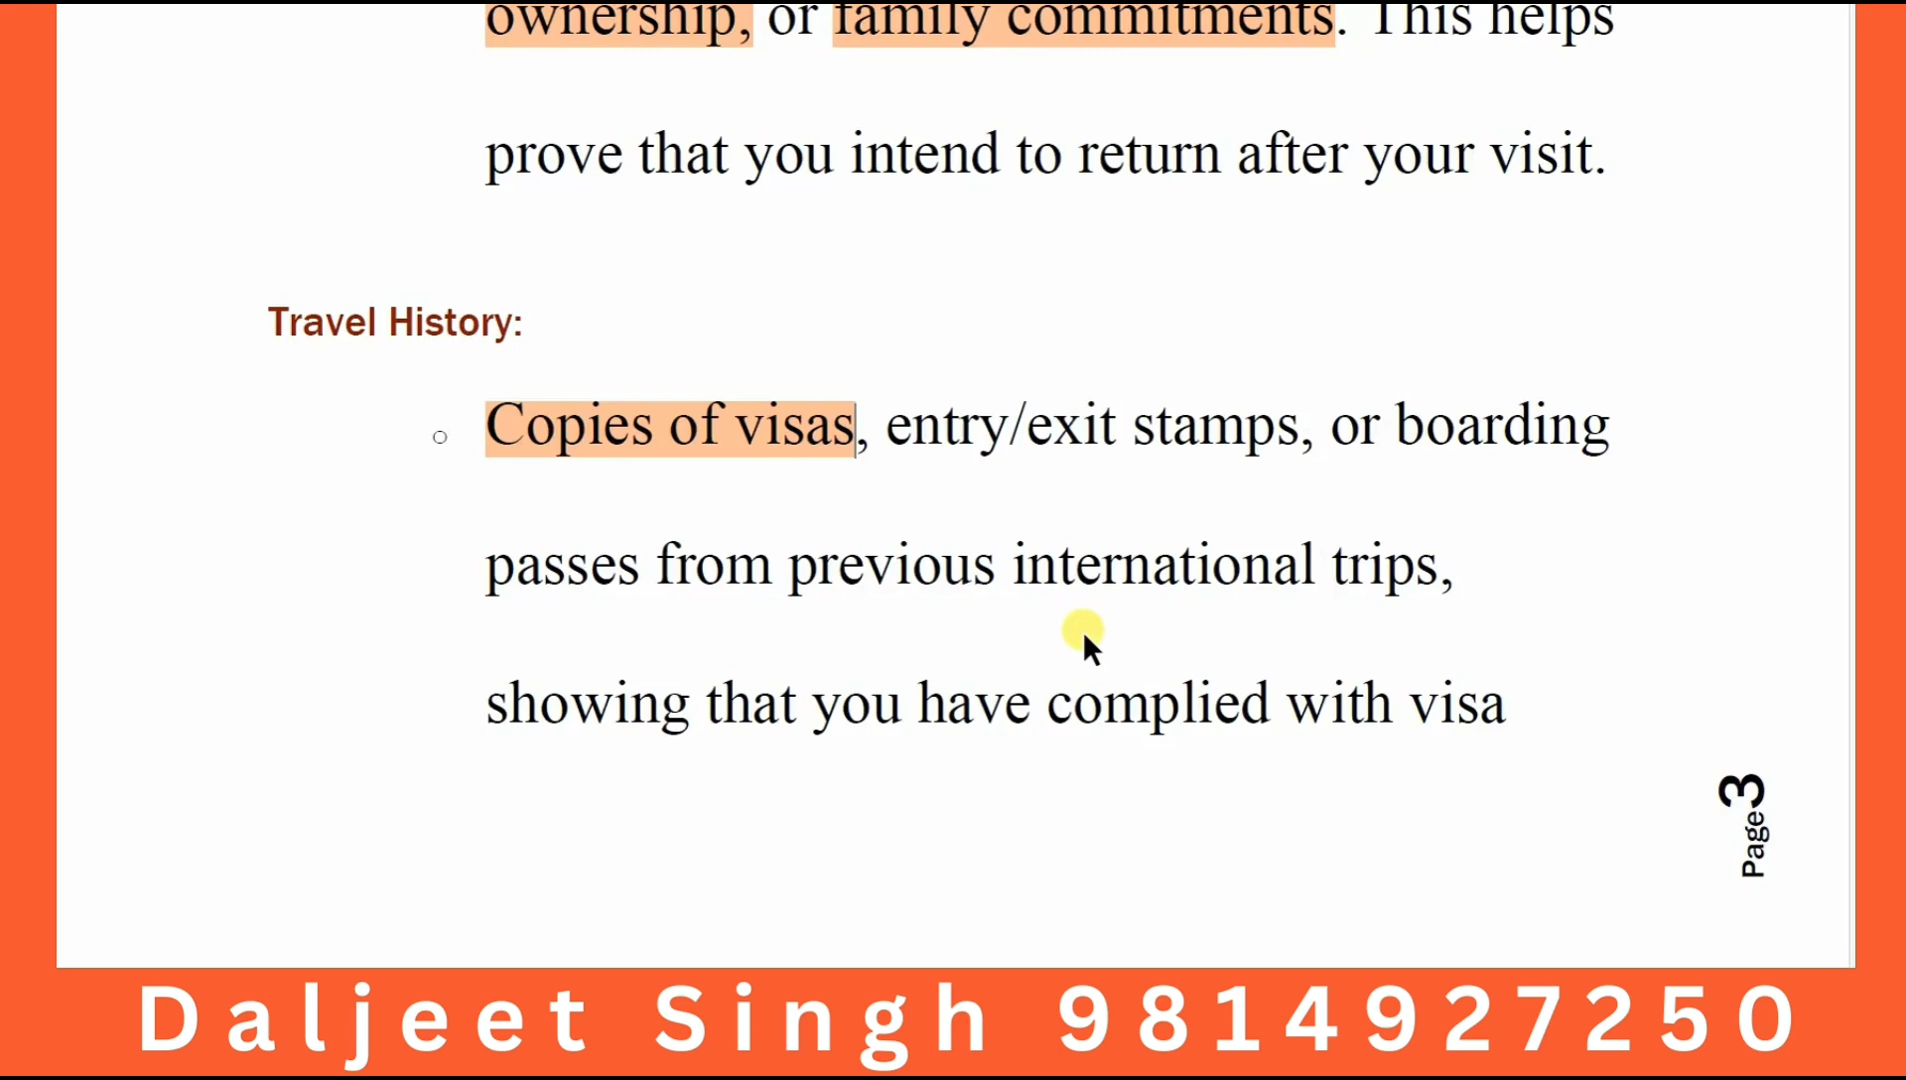 ownership, or family commitments. This helps
prove that you intend to return after your visit.
Travel History:
Copies of visas, entry/exit stamps, or boarding
passes from previous international trips,
showing that you have complied with visa
Page3
Daljeet Singh 9814927250